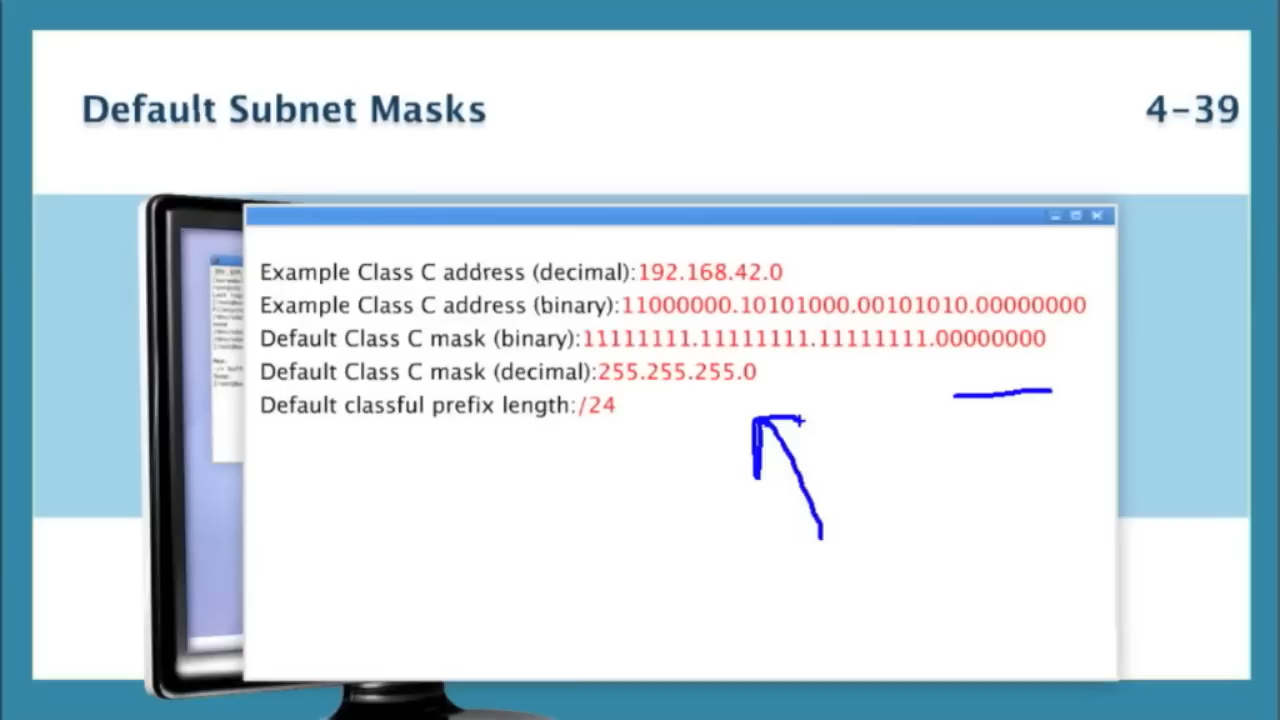 Default Subnet Masks
4-39
Example Class C address (decimal):192.168.42.0
Example Class C address (binary):11000000.10101000.00101010.00000000
Default Class C mask (binary):11111111.11111111.11111111.00000000
Default Class C mask (decimal):255.255.255.0
Default classful prefix length:/24